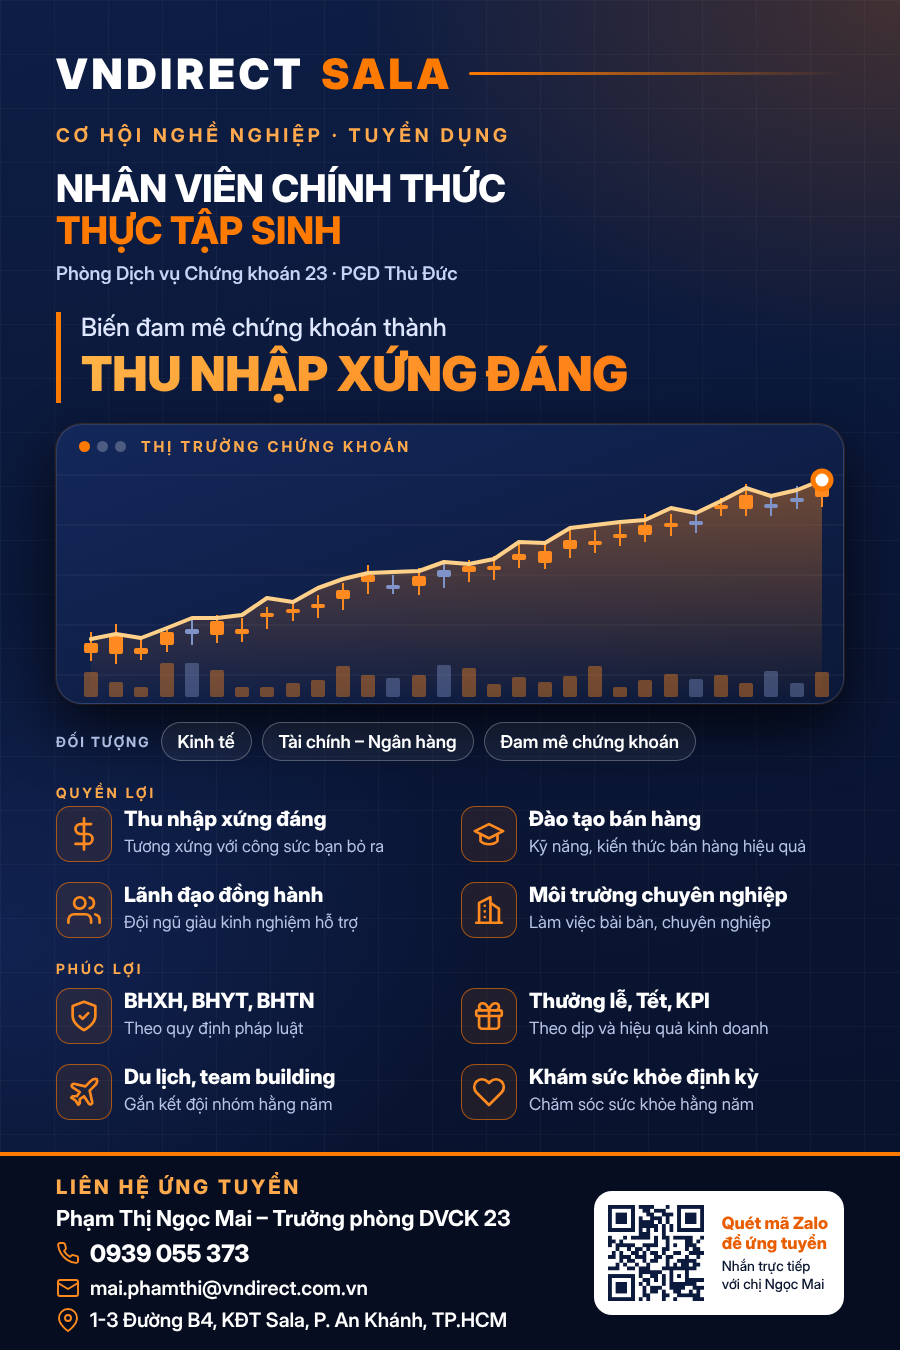 VNDIRECT SALA
CƠ HỘI NGHỀ NGHIỆP · TUYỂN DỤNG
NHÂN VIÊN CHÍNH THỨC
THỰC TẬP SINH
Phòng Dịch vụ Chứng khoán 23 · PGD Thủ Đức
Biến đam mê chứng khoán thành
THU NHẬP XỨNG ĐÁNG
THỊ TRƯỜNG CHỨNG KHOÁN
ĐỐI TƯỢNG
Kinh tế
Tài chính – Ngân hàng
Đam mê chứng khoán
QUYỀN LỢI
Thu nhập xứng đáng
Tương xứng với công sức bạn bỏ ra
Đào tạo bán hàng
Kỹ năng, kiến thức bán hàng hiệu quả
Lãnh đạo đồng hành
Đội ngũ giàu kinh nghiệm hỗ trợ
Môi trường chuyên nghiệp
Làm việc bài bản, chuyên nghiệp
PHÚC LỢI
BHXH, BHYT, BHTN
Theo quy định pháp luật
Thưởng lễ, Tết, KPI
Theo dịp và hiệu quả kinh doanh
Du lịch, team building
Gắn kết đội nhóm hằng năm
Khám sức khỏe định kỳ
Chăm sóc sức khỏe hằng năm
LIÊN HỆ ỨNG TUYỂN
Phạm Thị Ngọc Mai – Trưởng phòng DVCK 23
0939 055 373
mai.phamthi@vndirect.com.vn
1-3 Đường B4, KĐT Sala, P. An Khánh, TP.HCM
Quét mã Zalo
để ứng tuyển
Nhắn trực tiếp
với chị Ngọc Mai